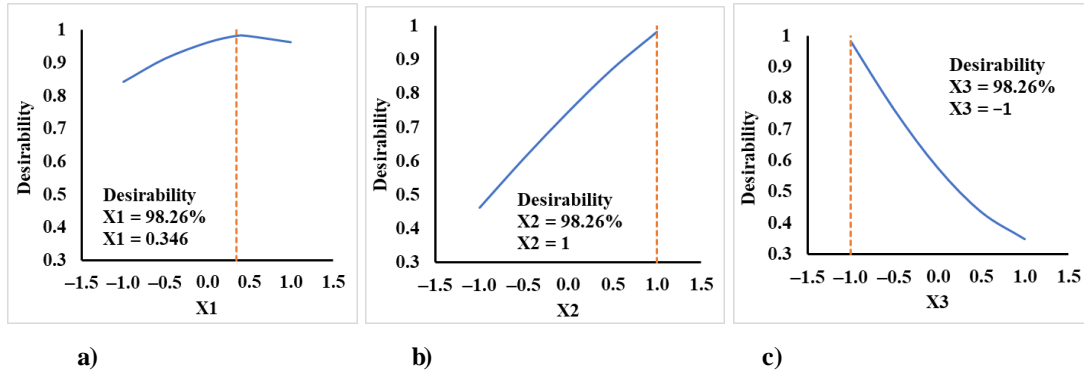 1
0.9
0.8
0.7
0.6
0.5
0.4
0.3
Desirability
Desirability
X1 = 98.26%
X1 = 0.346
−1.5 −1.0 −0.5 0.0 0.5 1.0 1.5
X1
1
0.9
0.8
0.7
0.6
0.5
0.4
0.3
Desirability
Desirability
X2 = 98.26%
X2 = 1
−1.5 −1.0 −0.5 0.0 0.5 1.0 1.5
X2
1
0.9
0.8
0.7
0.6
0.5
0.4
0.3
Desirability
Desirability
X3 = 98.26%
X3 = −1
−1.5 −1.0 −0.5 0.0 0.5 1.0 1.5
X3
a)
b)
c)